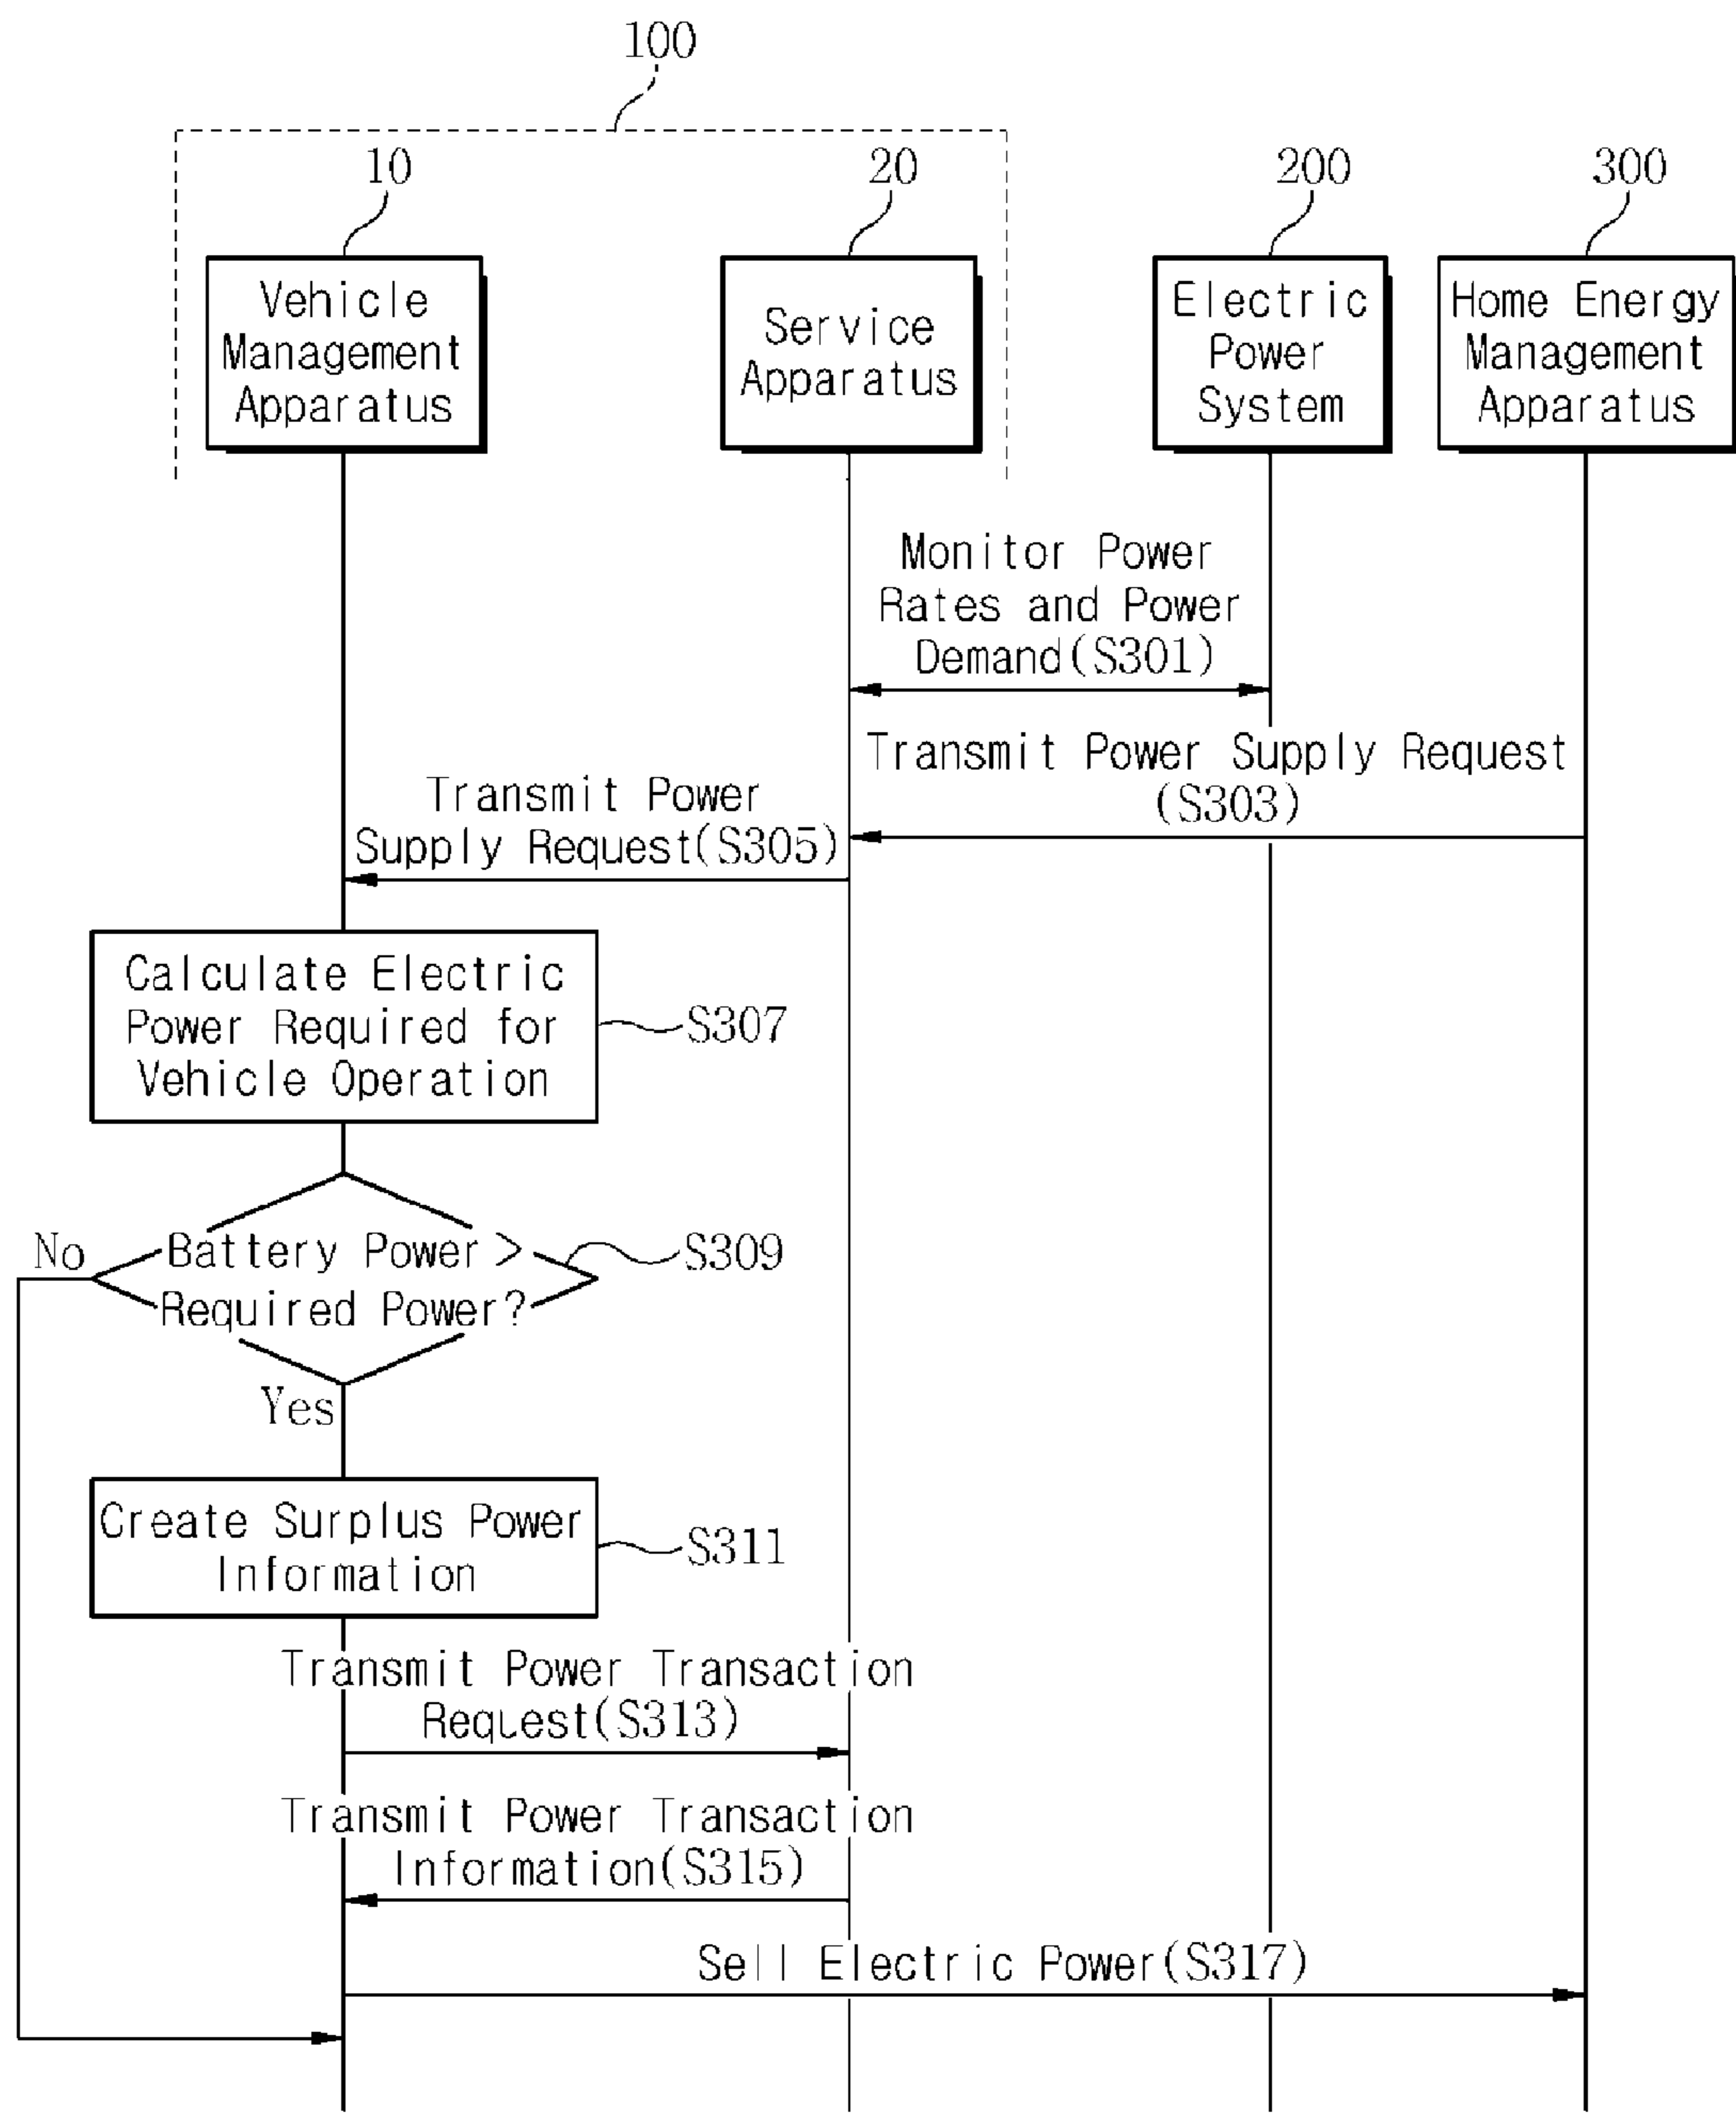 100
10
20
200
300
Vehicle
Management
Apparatus
Service
Apparatus
Electric
Power
System
Home Energy
Management
Apparatus
Monitor Power
Rates and Power
Demand(S301)
Transmit Power Supply Request
(S303)
Transmit Power
Supply Request(S305)
Calculate Electric
Power Required for
Vehicle Operation
S307
No
Battery Power >
Required Power?
S309
Yes
Create Surplus Power
Information
S311
Transmit Power Transaction
Request(S313)
Transmit Power Transaction
Information(S315)
Sell Electric Power(S317)